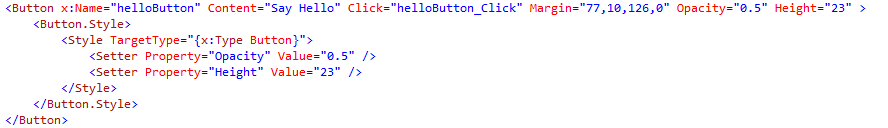 <Button x:Name="helloButton" Content="Say Hello" Click="helloButton_Click" Margin="77,10,126,0" Opacity="0.5" Height="23" >
    <Button.Style>
        <Style TargetType="{x:Type Button}">
            <Setter Property="Opacity" Value="0.5" />
            <Setter Property="Height" Value="23" />
        </Style>
    </Button.Style>
</Button>